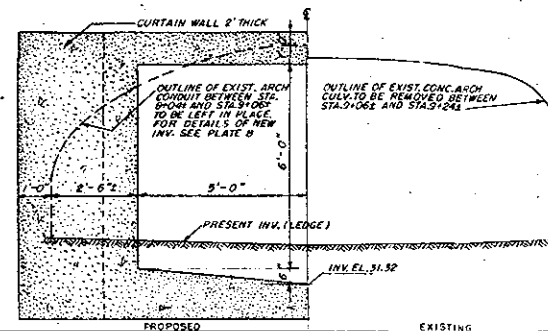 CURTAIN WALL 2' THICK
℄
OUTLINE OF EXIST. ARCH
CONDUIT BETWEEN STA.
8+04± AND STA.9+06±
TO BE LEFT IN PLACE.
FOR DETAILS OF NEW
INV. SEE PLATE 8
OUTLINE OF EXIST. CONC. ARCH
CULV. TO BE REMOVED BETWEEN
STA.9+06± AND STA.9+24±
6'-0"
1'-0"
2'-6"±
5'-0"
PRESENT INV. (LEDGE)
6"
INV. EL. 31.32
PROPOSED
EXISTING